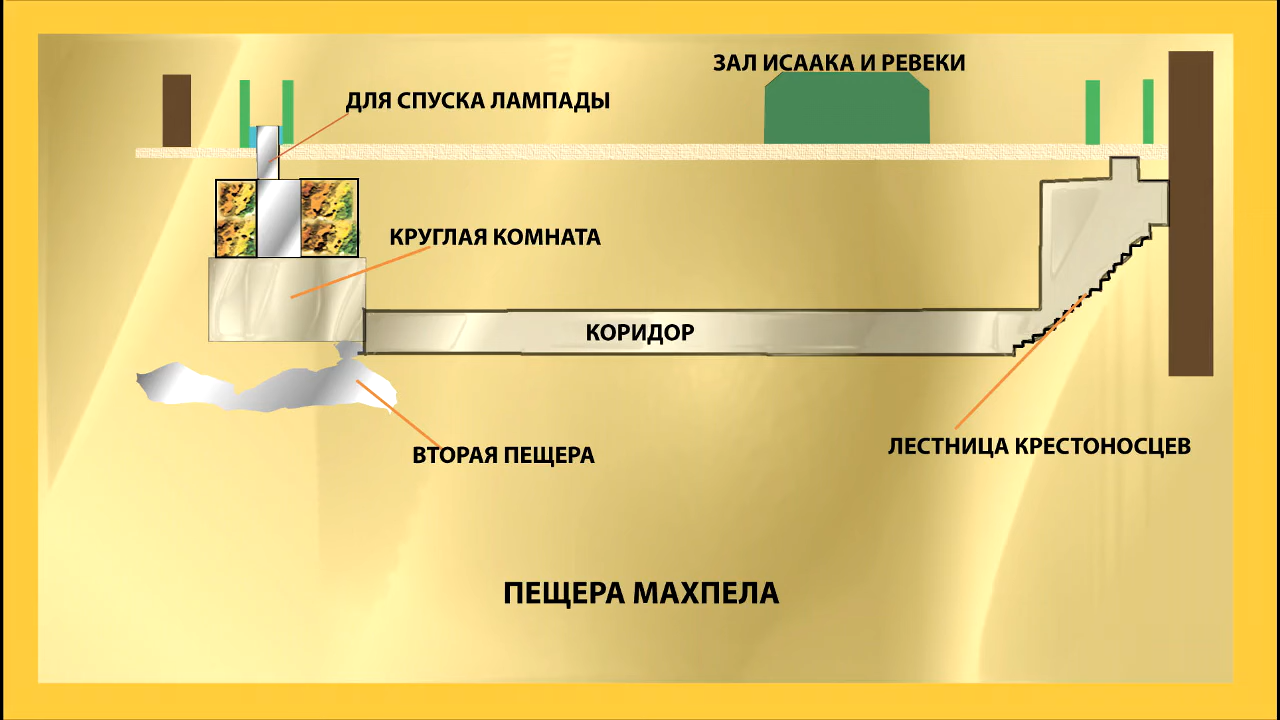 ЗАЛ ИСААКА И РЕВЕКИ
ДЛЯ СПУСКА ЛАМПАДЫ
КРУГЛАЯ КОМНАТА
КОРИДОР
ЛЕСТНИЦА КРЕСТОНОСЦЕВ
ВТОРАЯ ПЕЩЕРА
ПЕЩЕРА МАХПЕЛА